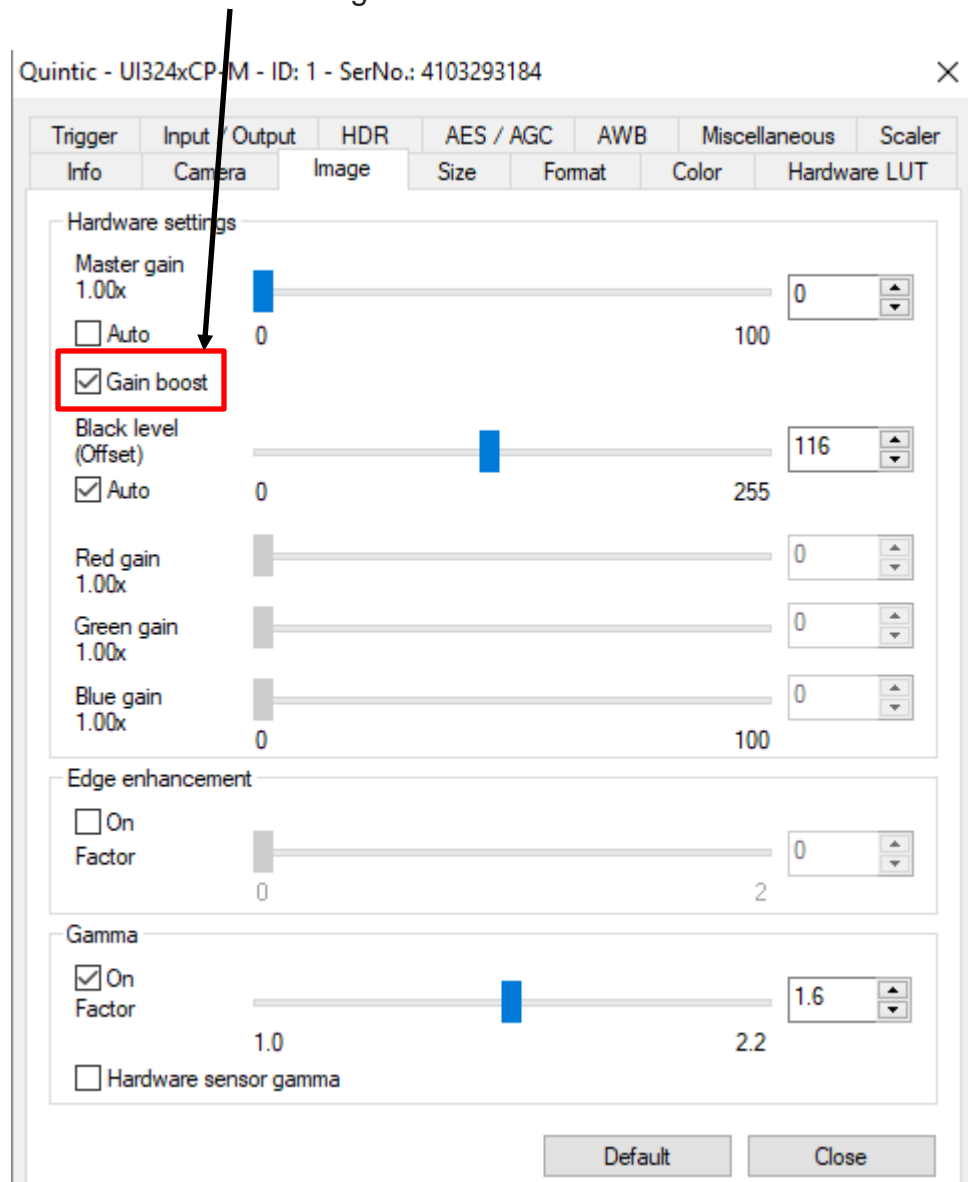 Quintic - UI324xCP-M - ID: 1 - SerNo.: 4103293184
Trigger Input / Output HDR AES / AGC AWB Miscellaneous Scaler
Info Camera Image Size Format Color Hardware LUT
Hardware settings
Master gain
1.00x
0
Auto 0 100
Gain boost
Black level
(Offset)
116
Auto 0 255
Red gain
1.00x
0
Green gain
1.00x
0
Blue gain
1.00x
0
0 100
Edge enhancement
On
Factor
0
0 2
Gamma
On
Factor
1.6
1.0 2.2
Hardware sensor gamma
Default Close